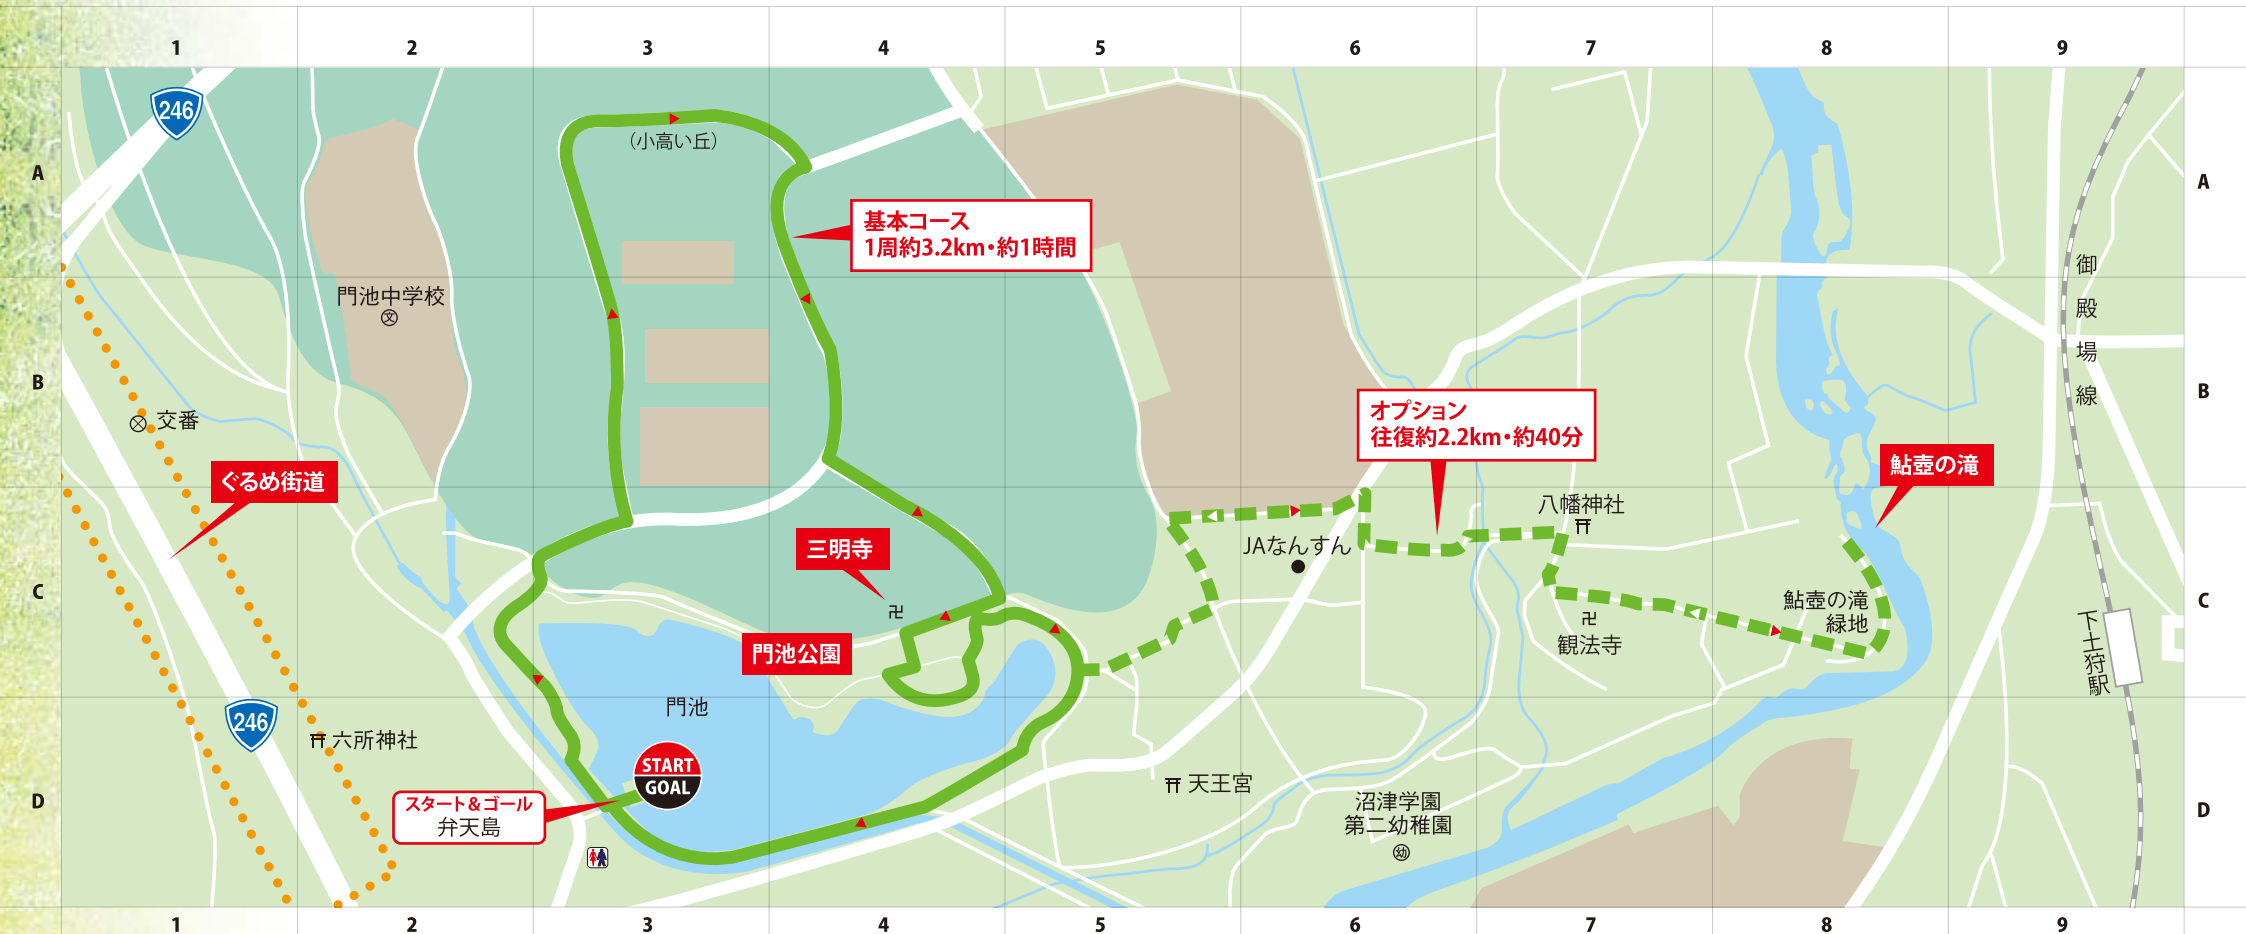 1 2 3 4 5 6 7 8 9
A
A
B
B
C
C
D
D
246
（小高い丘）
基本コース
1周約3.2km・約1時間
門池中学校
文
交番
ぐるめ街道
オプション
往復約2.2km・約40分
御殿場線
鮎壺の滝
八幡神社
JAなんすん
三明寺
卍
門池公園
卍
観法寺
鮎壺の滝
緑地
下土狩駅
門池
246
六所神社
START
GOAL
スタート＆ゴール
弁天島
天王宮
沼津学園
第二幼稚園
幼
1 2 3 4 5 6 7 8 9